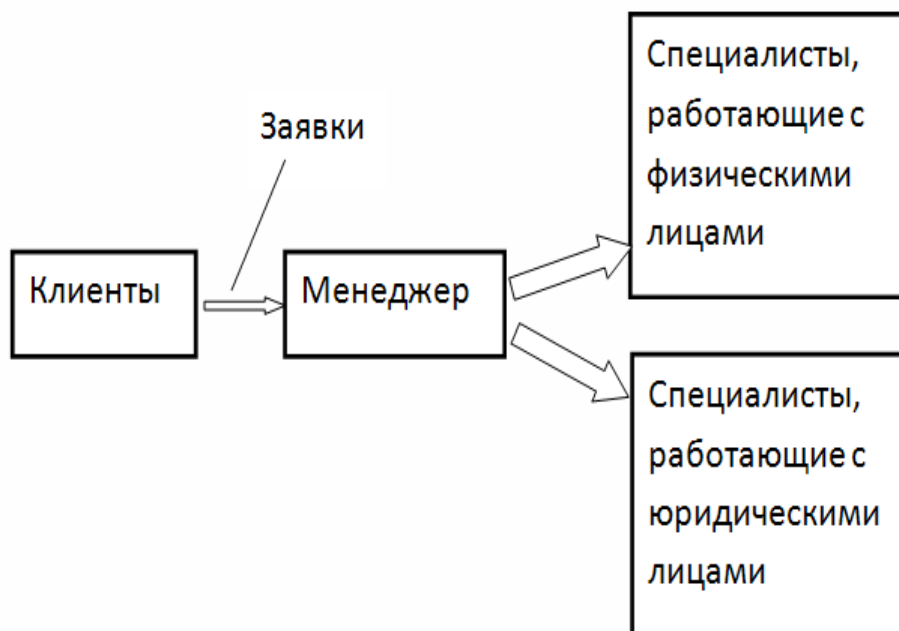 Заявки
Клиенты
Менеджер
Специалисты,
работающие с
физическими
лицами
Специалисты,
работающие с
юридическими
лицами